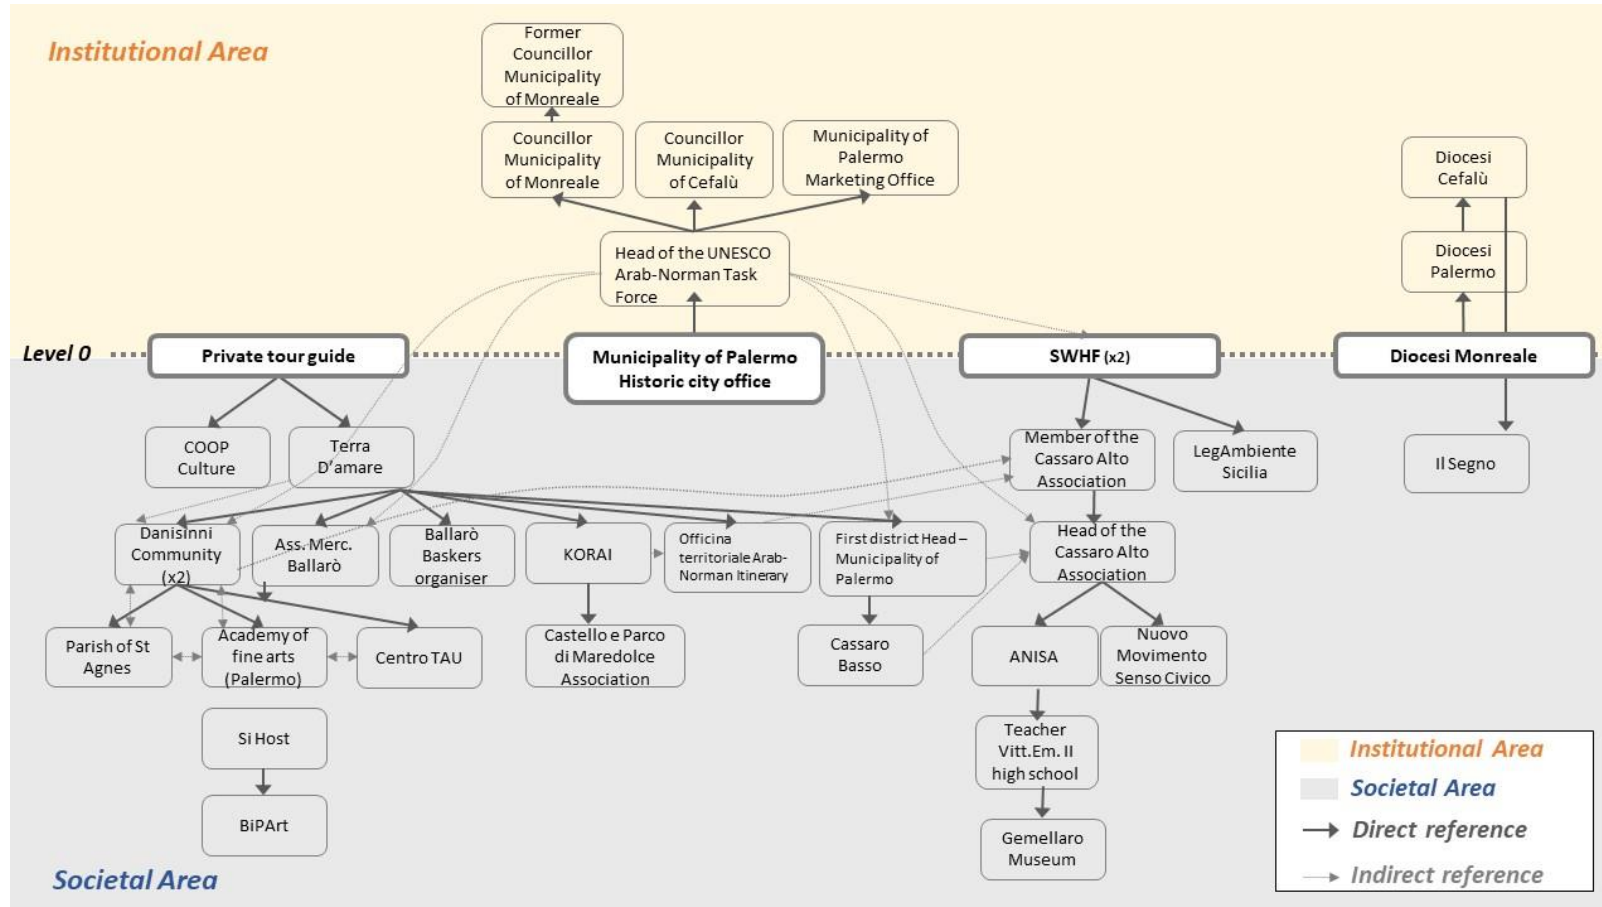 Institutional Area
Former
Councillor
Municipality
of Monreale
Councillor
Municipality
of Monreale
Councillor
Municipality
of Cefalù
Municipality of
Palermo
Marketing Office
Diocesi
Cefalù
Head of the UNESCO
Arab-Norman Task
Force
Diocesi
Palermo
Level 0
Private tour guide
Municipality of Palermo
Historic city office
SWHF (x2)
Diocesi Monreale
COOP
Culture
Terra
D’amare
Member of the
Cassaro Alto
Association
LegAmbiente
Sicilia
Il Segno
Danisinni
Community
(x2)
Ass. Merc.
Ballarò
Ballarò
Baskers
organiser
KORAI
Officina
territoriale Arab-
Norman Itinerary
First district Head –
Municipality of
Palermo
Head of the
Cassaro Alto
Association
Parish of St
Agnes
Academy of
fine arts
(Palermo)
Centro TAU
Castello e Parco
di Maredolce
Association
Cassaro
Basso
ANISA
Nuovo
Movimento
Senso Civico
Si Host
Teacher
Vitt.Em. II
high school
BiPArt
Gemellaro
Museum
Societal Area
Institutional Area
Societal Area
Direct reference
Indirect reference